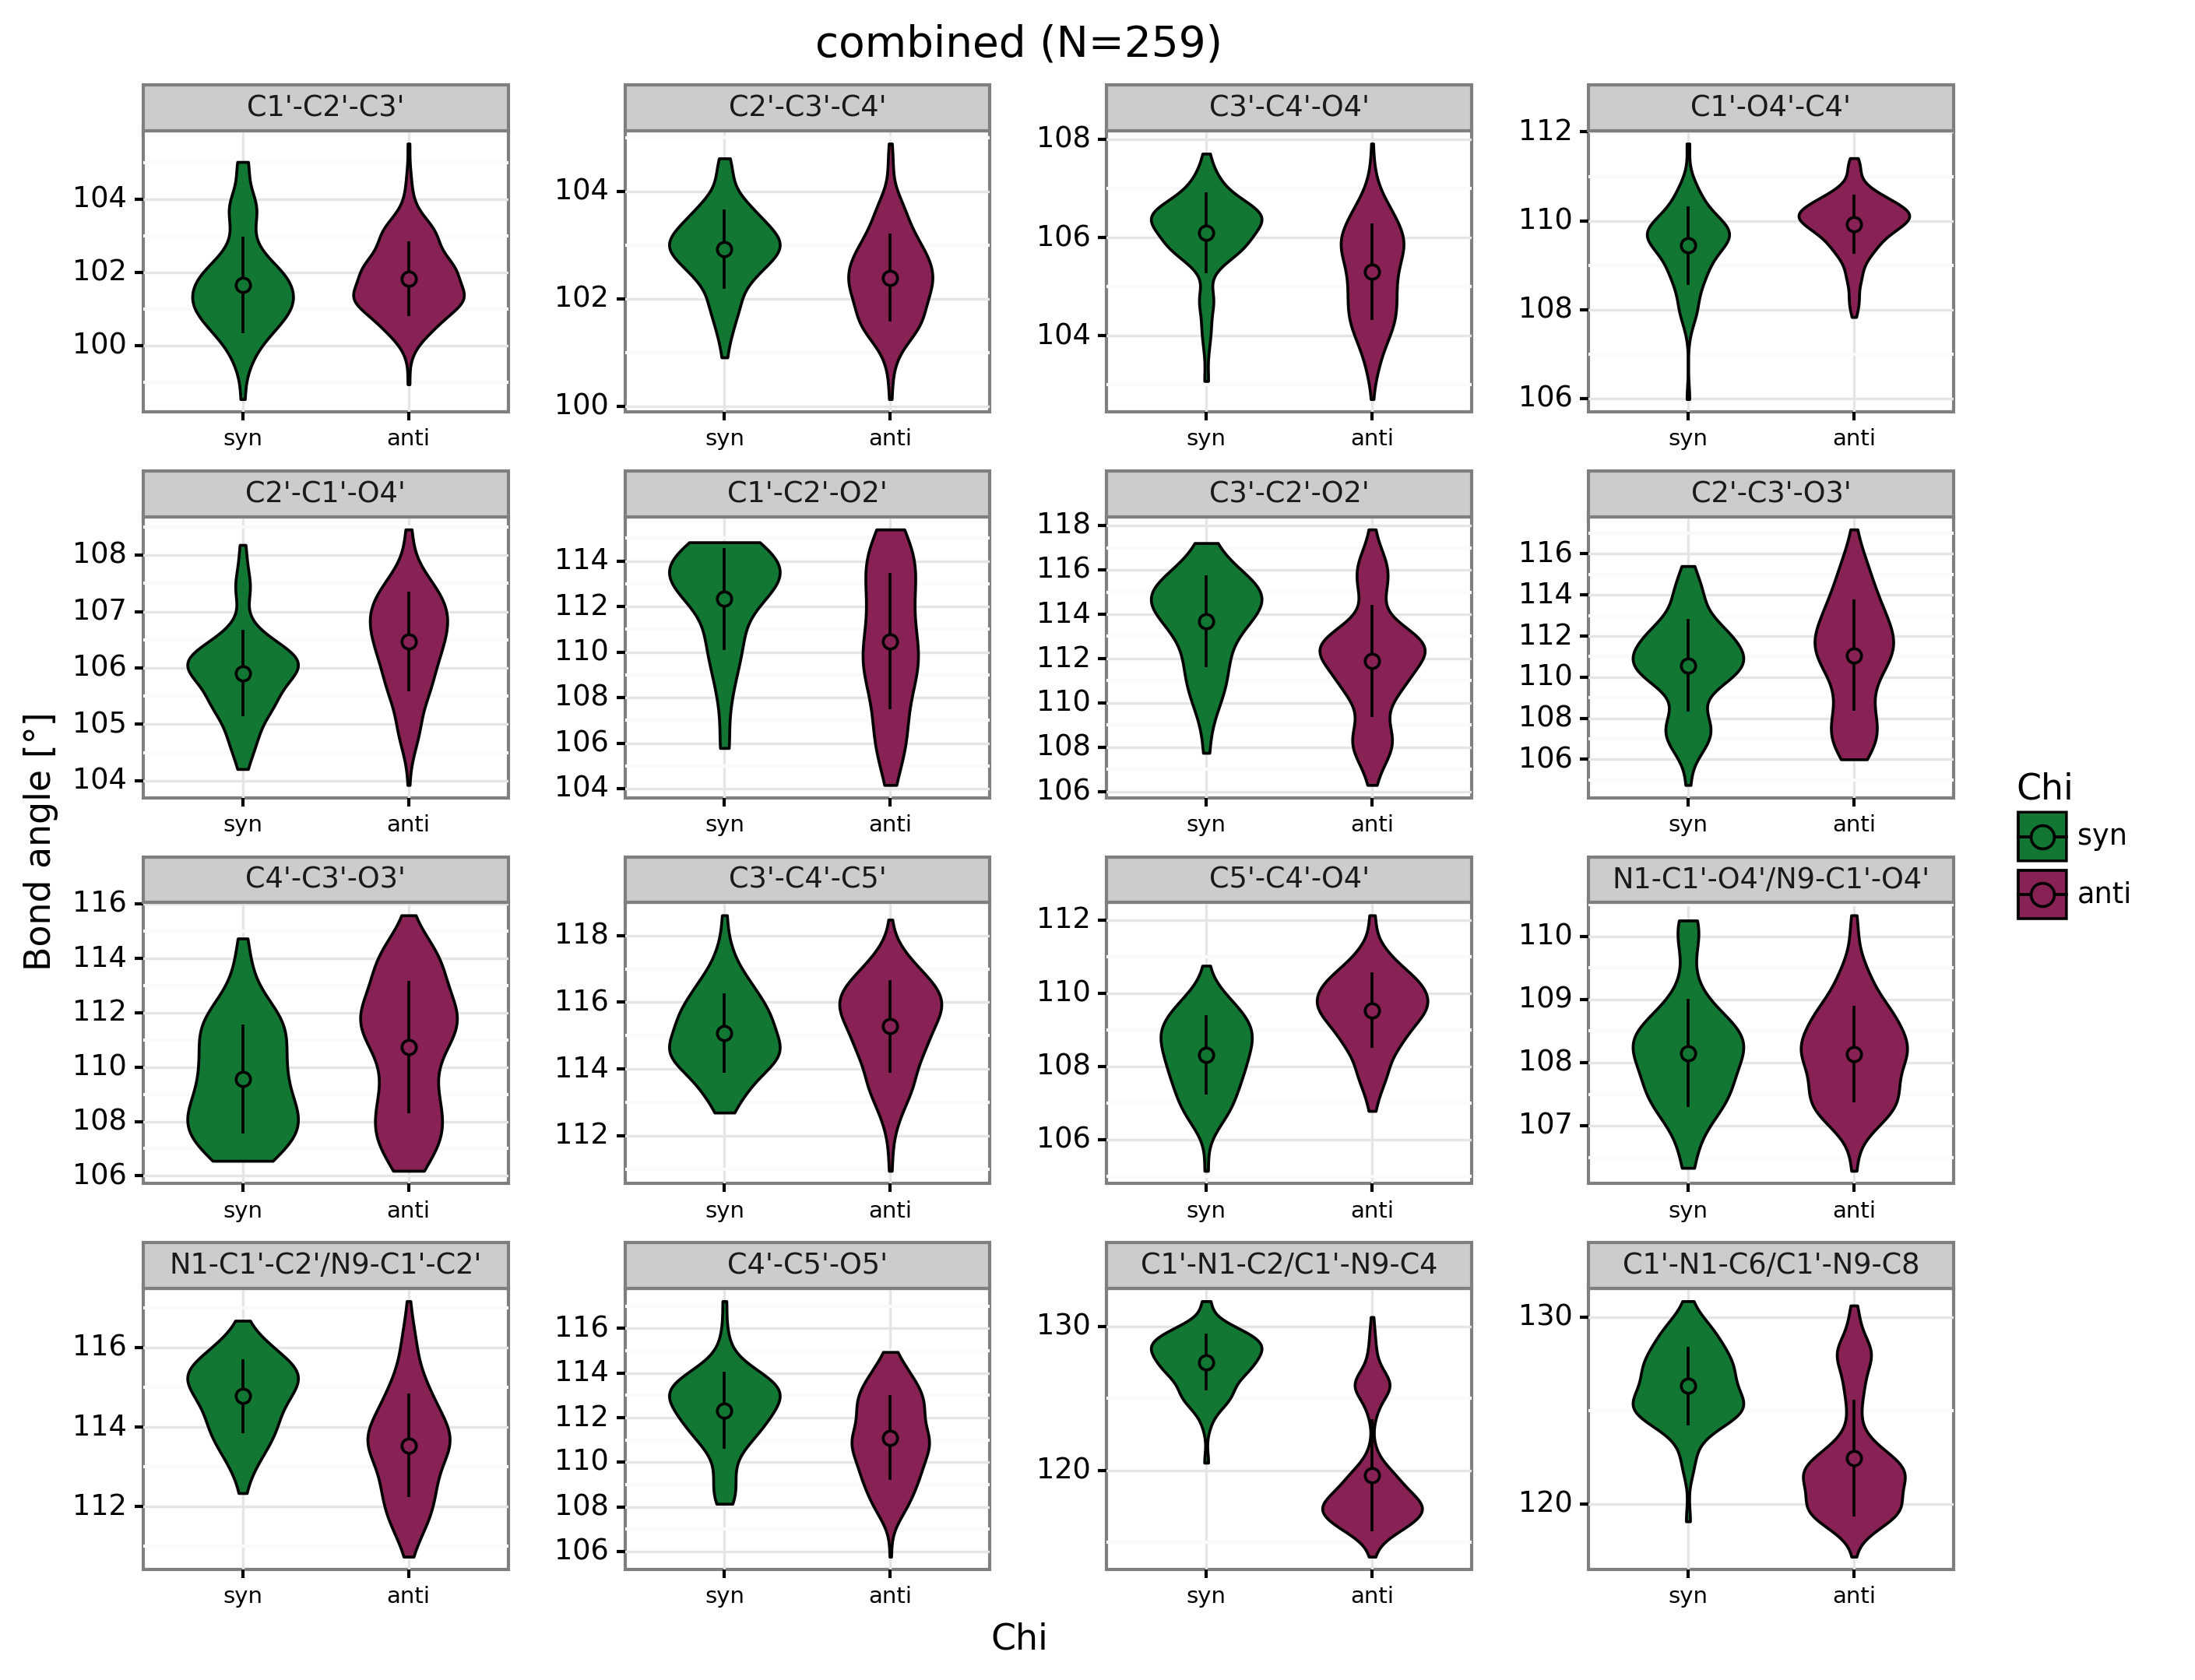 combined (N=259)
C1'-C2'-C3'
C2'-C3'-C4'
C3'-C4'-O4'
C1'-O4'-C4'
104
102
100
104
102
100
108
106
104
112
110
108
106
syn anti
syn anti
syn anti
syn anti
C2'-C1'-O4'
C1'-C2'-O2'
C3'-C2'-O2'
C2'-C3'-O3'
108
107
106
105
104
114
112
110
108
106
104
118
116
114
112
110
108
106
116
114
112
110
108
106
syn anti
syn anti
syn anti
syn anti
C4'-C3'-O3'
C3'-C4'-C5'
C5'-C4'-O4'
N1-C1'-O4'/N9-C1'-O4'
116
114
112
110
108
106
118
116
114
112
112
110
108
106
110
109
108
107
syn anti
syn anti
syn anti
syn anti
N1-C1'-C2'/N9-C1'-C2'
C4'-C5'-O5'
C1'-N1-C2/C1'-N9-C4
C1'-N1-C6/C1'-N9-C8
116
114
112
116
114
112
110
108
106
130
120
130
120
syn anti
syn anti
syn anti
syn anti
Bond angle [°]
Chi
Chi
syn
anti